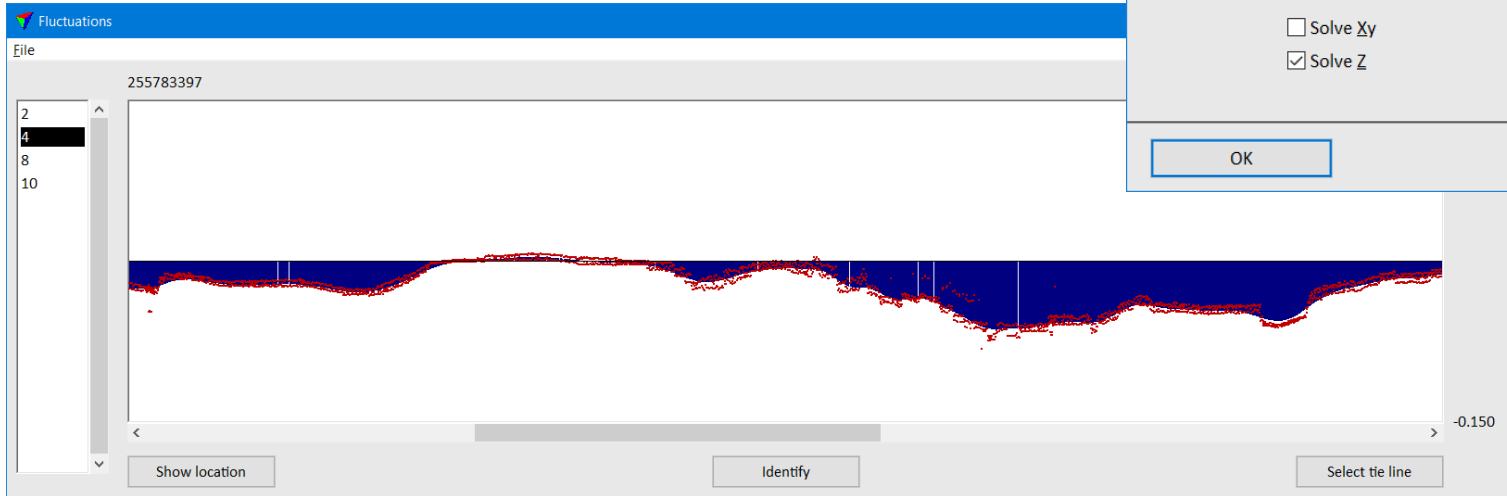 Fluctuations
File
255783397
2
4
8
10
Solve Xy
Solve Z
OK
-0.150
Show location
Identify
Select tie line